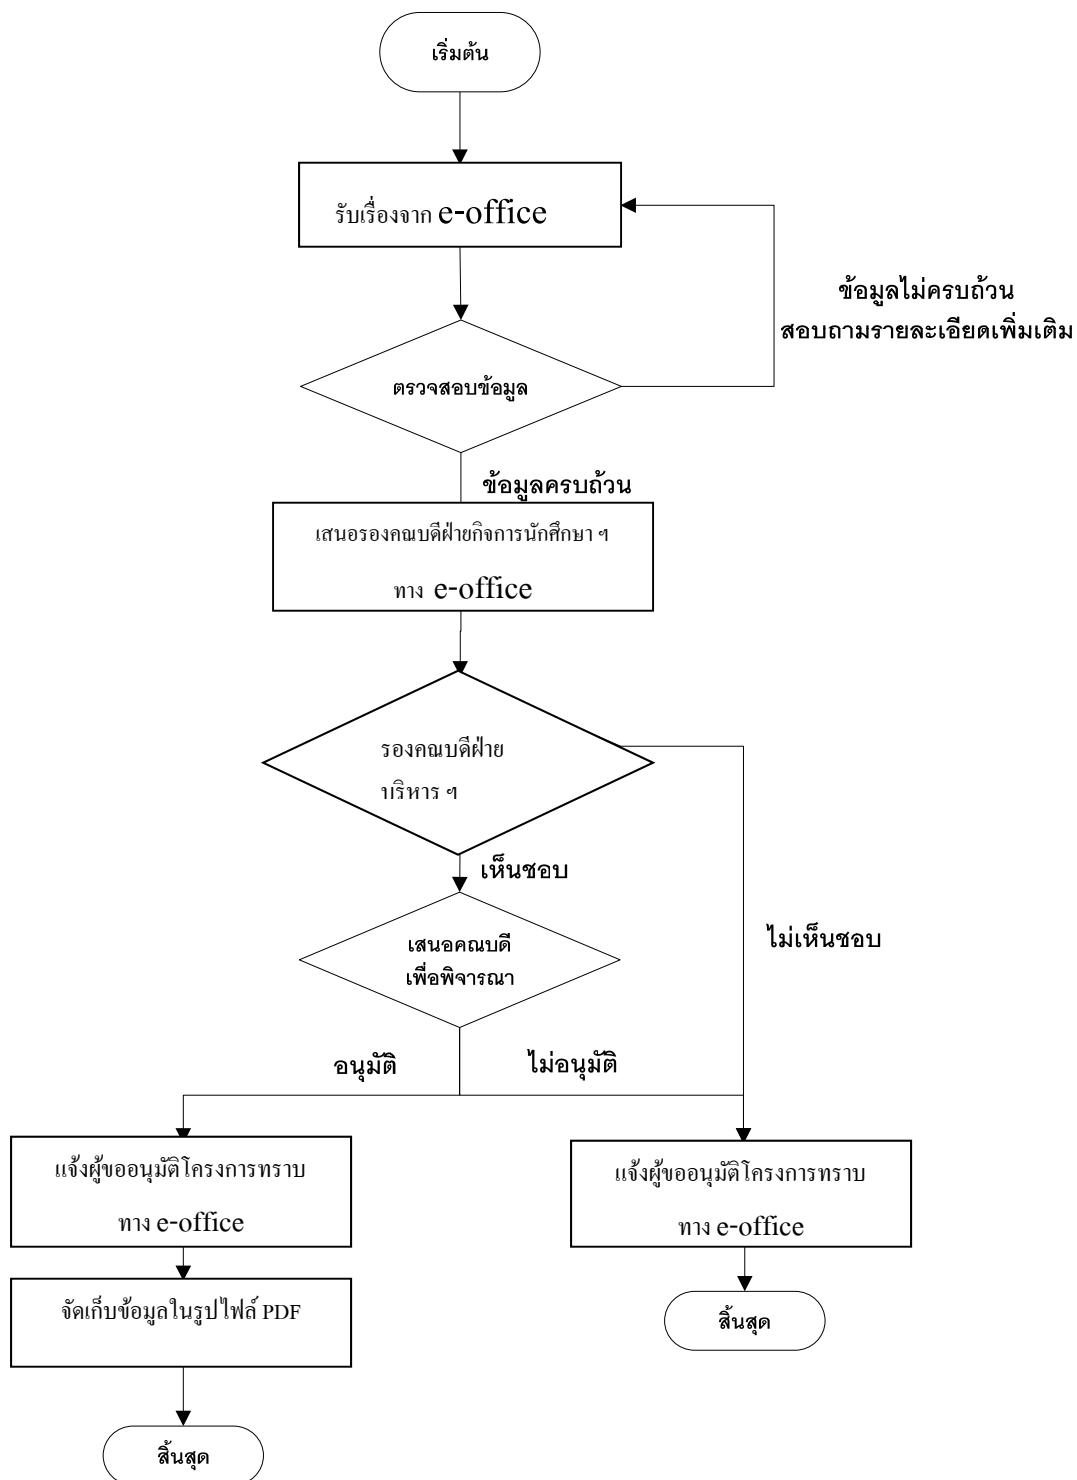 เริ่มต้น
รับเรื่องจาก e-office
ข้อมูลไม่ครบถ้วน
สอบถามรายละเอียดเพิ่มเติม
ตรวจสอบข้อมูล
ข้อมูลครบถ้วน
เสนอรองคณบดีฝ่ายกิจการนักศึกษา ฯ
ทาง e-office
รองคณบดีฝ่าย
บริหาร ฯ
เห็นชอบ
ไม่เห็นชอบ
เสนอคณบดี
เพื่อพิจารณา
อนุมัติ
ไม่อนุมัติ
แจ้งผู้ขออนุมัติโครงการทราบ
ทาง e-office
แจ้งผู้ขออนุมัติโครงการทราบ
ทาง e-office
จัดเก็บข้อมูลในรูปไฟล์ PDF
สิ้นสุด
สิ้นสุด